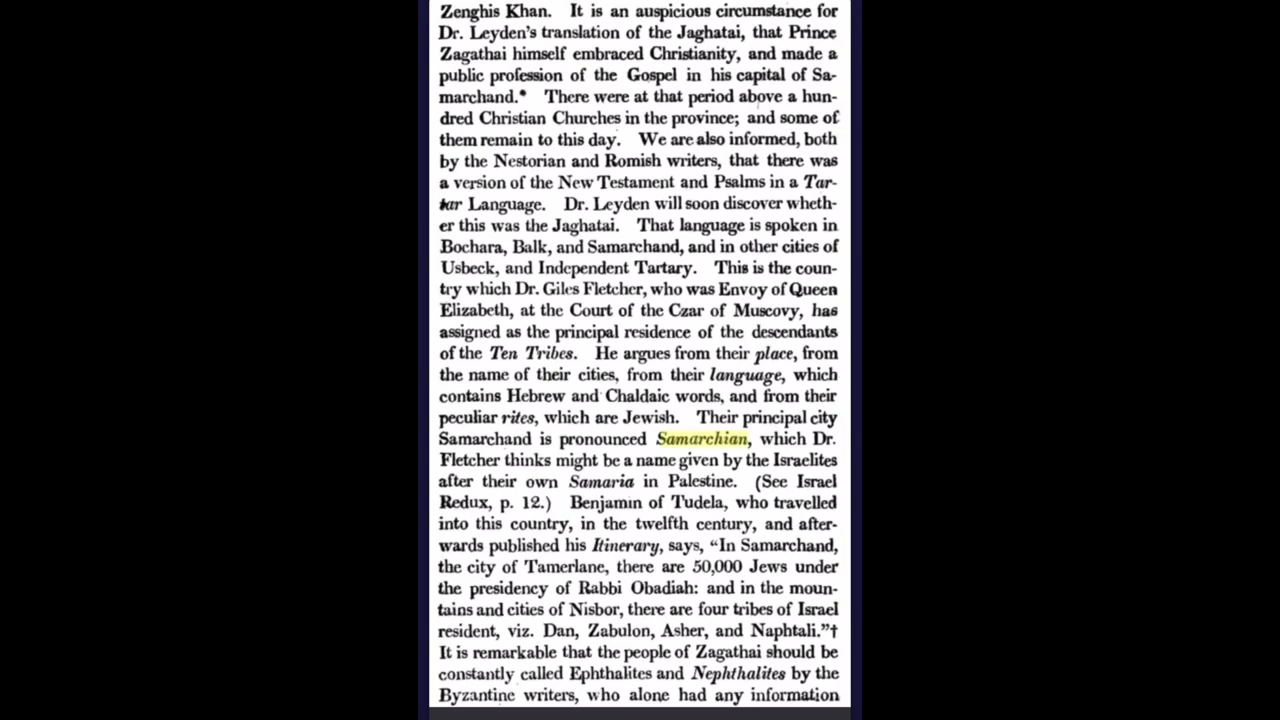 Zenghis Khan. It is an auspicious circumstance for
Dr. Leyden's translation of the Jaghatai, that Prince
Zagathai himself embraced Christianity, and made a
public profession of the Gospel in his capital of Sa-
marchand.* There were at that period above a hun-
dred Christian Churches in the province; and some of
them remain to this day. We are also informed, both
by the Nestorian and Romish writers, that there was
a version of the New Testament and Psalms in a Tar-
tar Language. Dr. Leyden will soon discover wheth-
er this was the Jaghatai. That language is spoken in
Bochara, Balk, and Samarchand, and in other cities of
Usbeck, and Independent Tartary. This is the coun-
try which Dr. Giles Fletcher, who was Envoy of Queen
Elizabeth, at the Court of the Czar of Muscovy, has
assigned as the principal residence of the descendants
of the Ten Tribes. He argues from their place, from
the name of their cities, from their language, which
contains Hebrew and Chaldaic words, and from their
peculiar rites, which are Jewish. Their principal city
Samarchand is pronounced Samarchian, which Dr.
Fletcher thinks might be a name given by the Israelites
after their own Samaria in Palestine. (See Israel
Redux, p. 12.) Benjamin of Tudela, who travelled
into this country, in the twelfth century, and after-
wards published his Itinerary, says, “In Samarchand,
the city of Tamerlane, there are 50,000 Jews under
the presidency of Rabbi Obadiah: and in the moun-
tains and cities of Nisbor, there are four tribes of Israel
resident, viz. Dan, Zabulon, Asher, and Naphtali.”†
It is remarkable that the people of Zagathai should be
constantly called Ephthalites and Nephthalites by the
Byzantine writers, who alone had any information